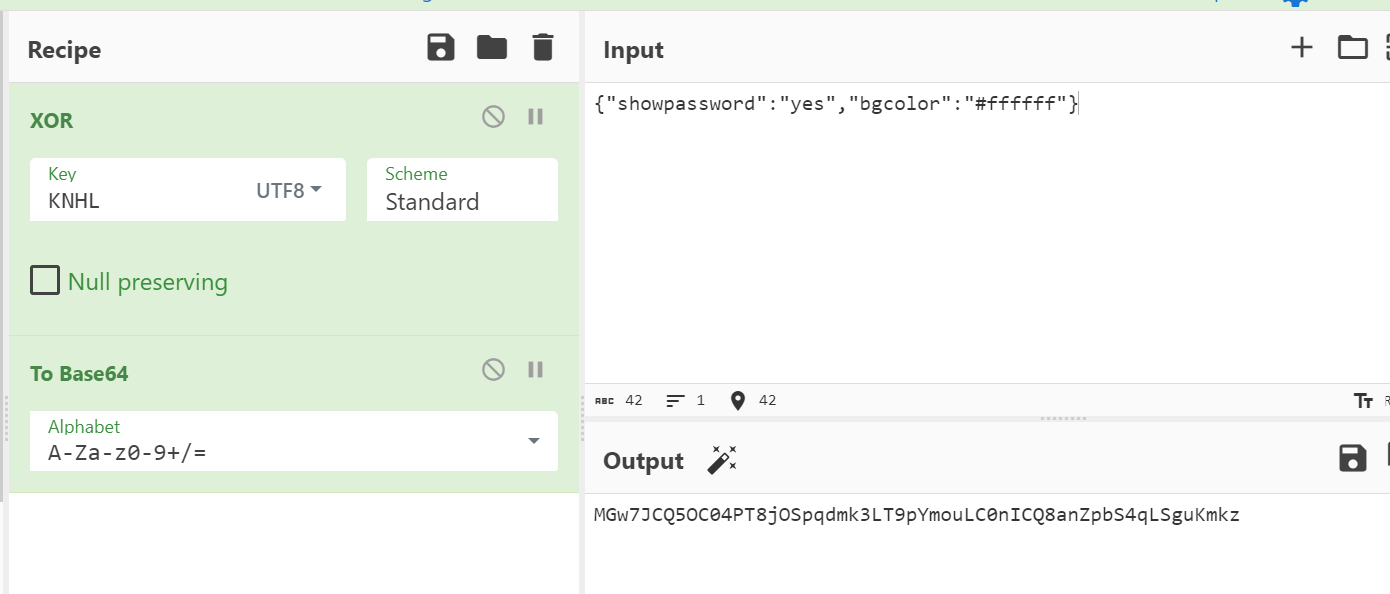 Recipe
XOR
Key
KNHL
UTF8
Scheme
Standard
Null preserving
To Base64
Alphabet
A-Za-z0-9+/=
Input
{"showpassword":"yes","bgcolor":"#ffffff"}
ABC 42 1 42
Output
MGw7JCQ5OC04PT8jOSpqdmk3LT9pYmouLC0nICQ8anZpbS4qLSguKmkz